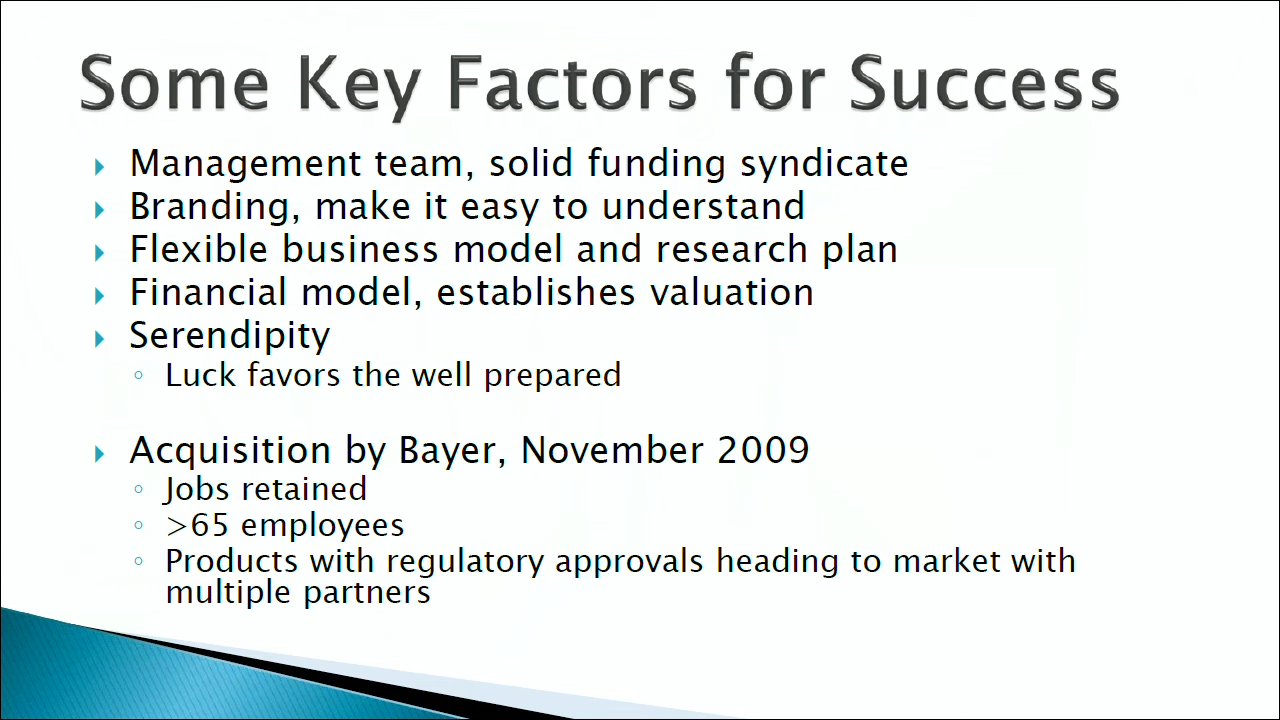 Some Key Factors for Success
Management team, solid funding syndicate
Branding, make it easy to understand
Flexible business model and research plan
Financial model, establishes valuation
Serendipity
Luck favors the well prepared
Acquisition by Bayer, November 2009
Jobs retained
>65 employees
Products with regulatory approvals heading to market with
multiple partners